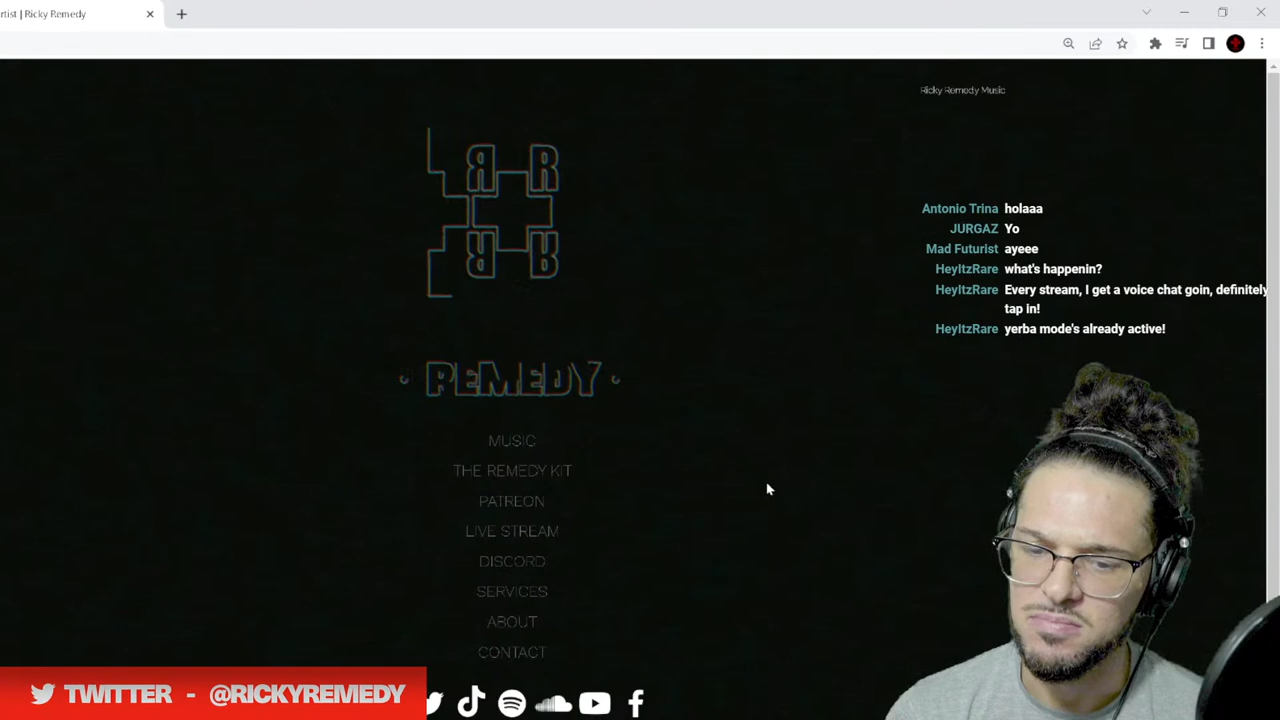 rtist | Ricky Remedy
Ricky Remedy Music
R R
R R
REMEDY
MUSIC
THE REMEDY KIT
PATREON
LIVE STREAM
DISCORD
SERVICES
ABOUT
CONTACT
Antonio Trina holaaa
JURGAZ Yo
Mad Futurist ayeee
HeyItzRare what's happenin?
HeyItzRare Every stream, I get a voice chat goin, definitely
tap in!
HeyItzRare yerba mode's already active!
TWITTER - @RICKYREMEDY